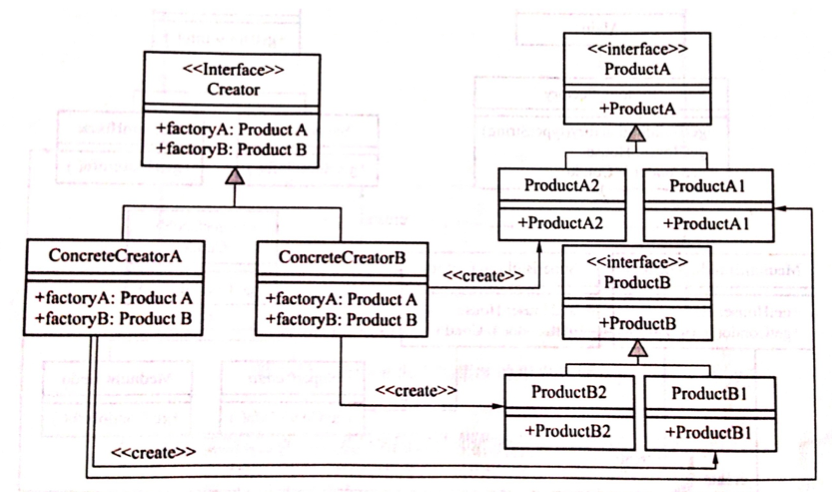 <<Interface>>
Creator
+factoryA: Product A
+factoryB: Product B
<<interface>>
ProductA
+ProductA
ProductA2
+ProductA2
ProductA1
+ProductA1
ConcreteCreatorA
+factoryA: Product A
+factoryB: Product B
ConcreteCreatorB
+factoryA: Product A
+factoryB: Product B
<<create>>
<<interface>>
ProductB
+ProductB
<<create>>
ProductB2
+ProductB2
ProductB1
+ProductB1
<<create>>